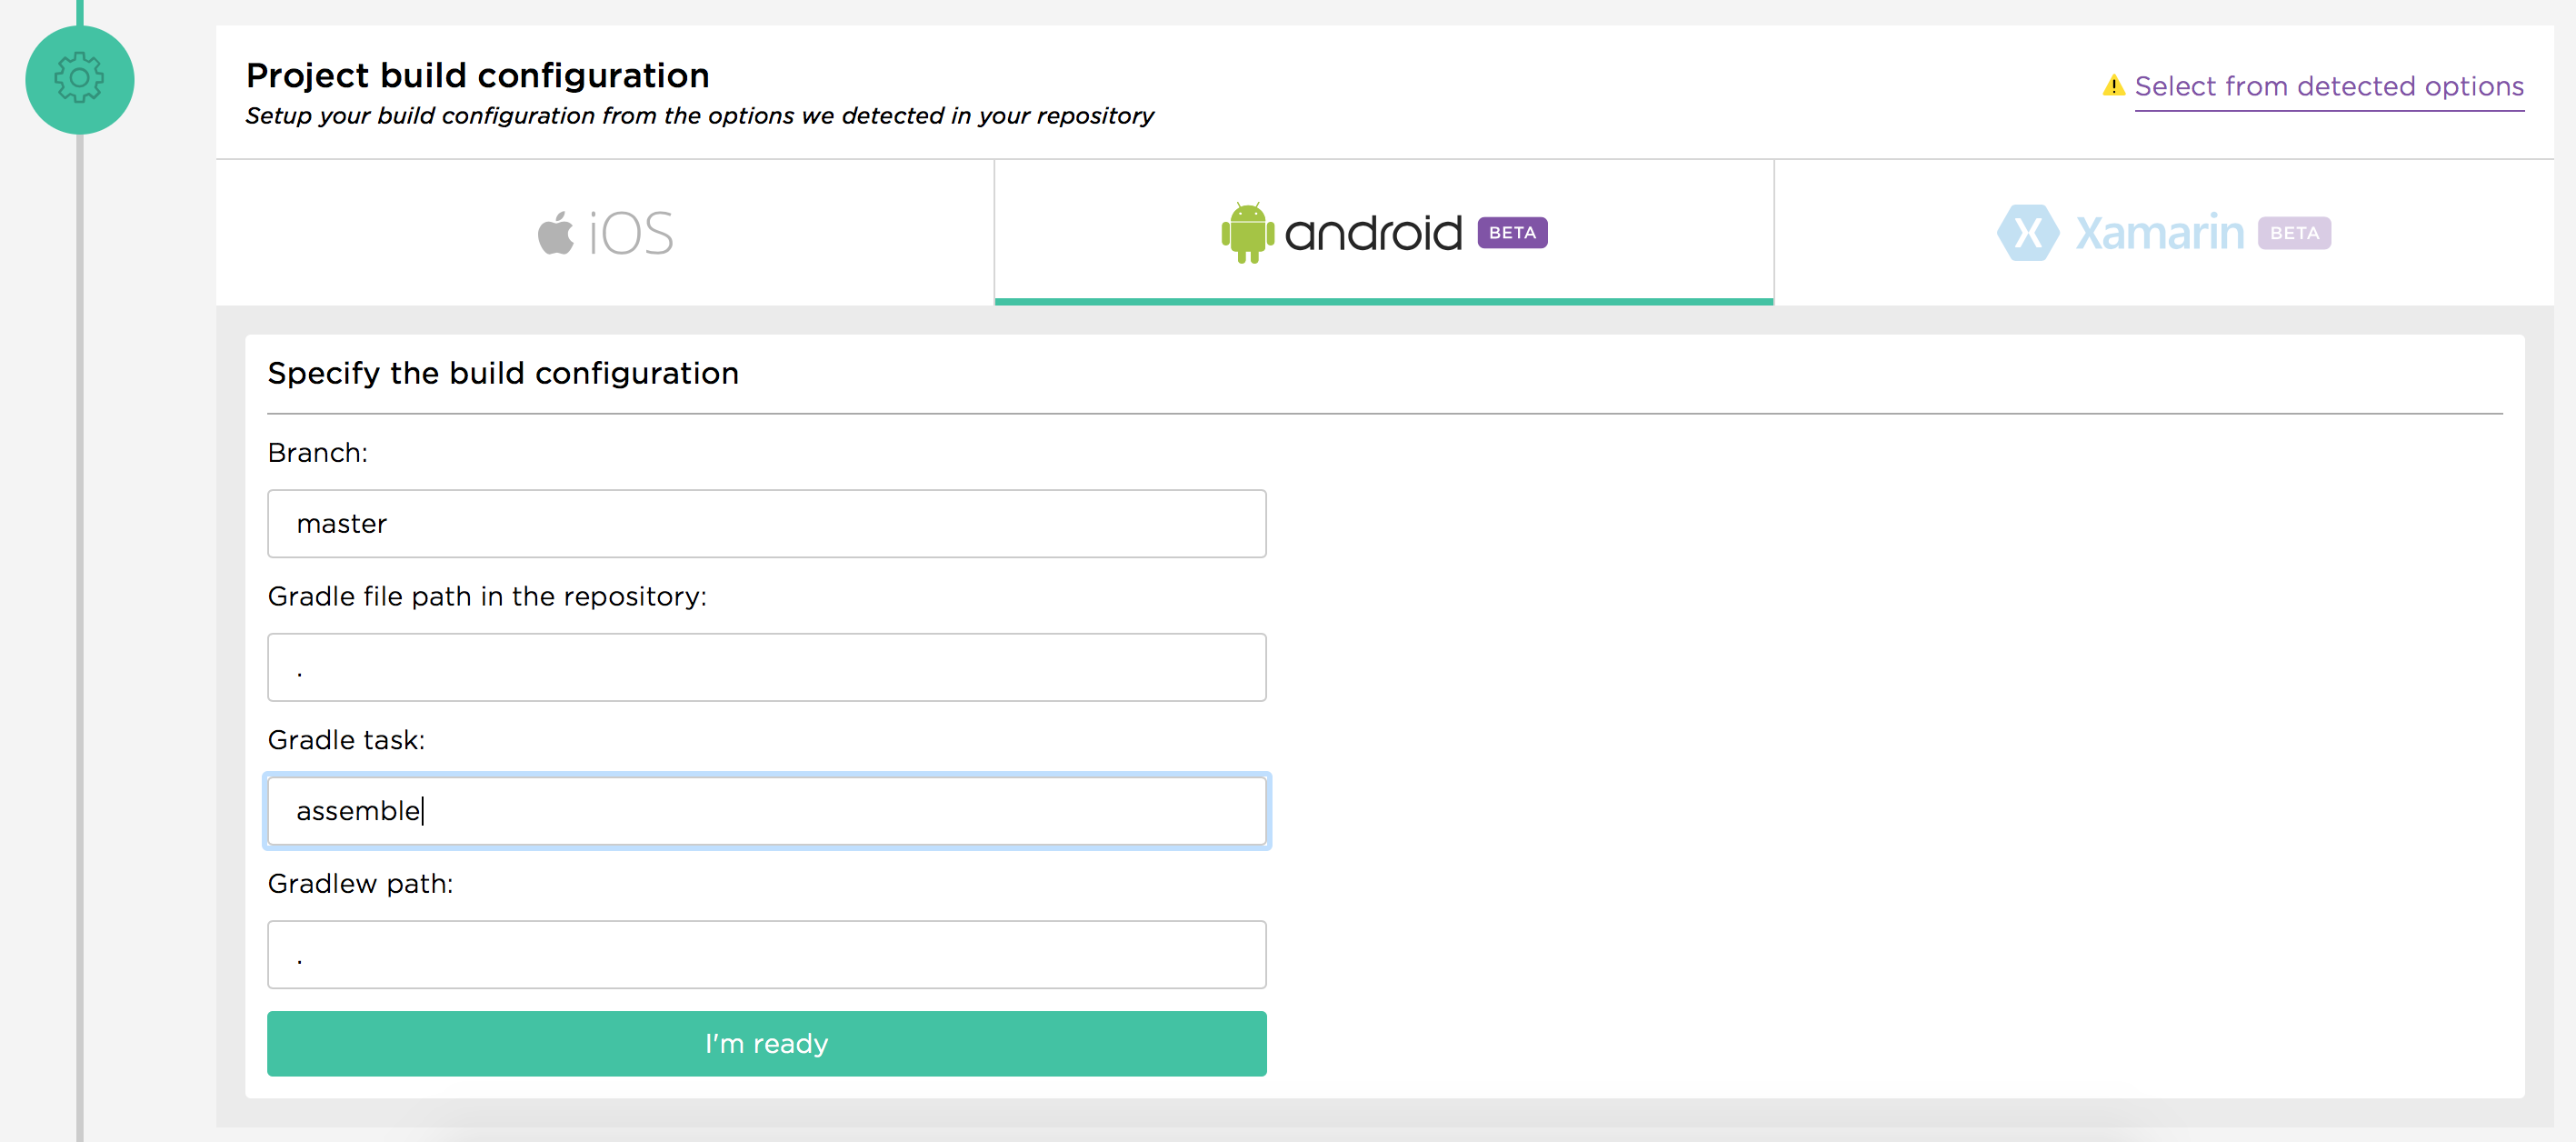 Project build configuration
Setup your build configuration from the options we detected in your repository
Select from detected options
iOS
android BETA
Xamarin BETA
Specify the build configuration
Branch:
master
Gradle file path in the repository:
.
Gradle task:
assemble
Gradlew path:
.
I'm ready